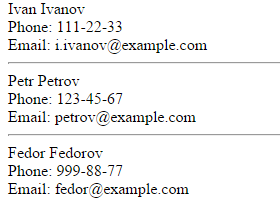 Ivan Ivanov
Phone: 111-22-33
Email: i.ivanov@example.com
Petr Petrov
Phone: 123-45-67
Email: petrov@example.com
Fedor Fedorov
Phone: 999-88-77
Email: fedor@example.com